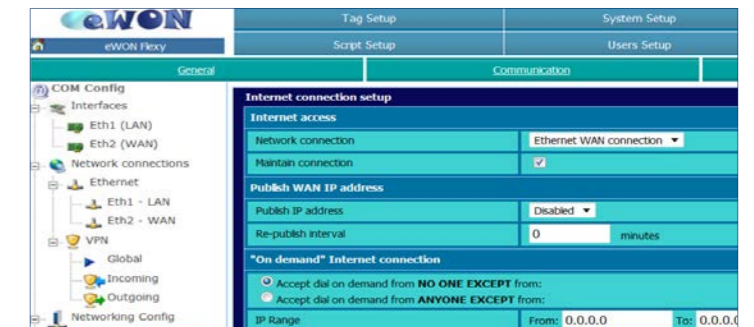 eWON
Tag Setup
System Setup
eWON Flexy
Script Setup
Users Setup
General
Communication
COM Config
Interfaces
Eth1 (LAN)
Eth2 (WAN)
Network connections
Ethernet
Eth1 - LAN
Eth2 - WAN
VPN
Global
Incoming
Outgoing
Networking Config
Internet connection setup
Internet access
Network connection
Ethernet WAN connection
Maintain connection
Publish WAN IP address
Publish IP address
Disabled
Re-publish interval
0 minutes
"On demand" Internet connection
Accept dial on demand from NO ONE EXCEPT from:
Accept dial on demand from ANYONE EXCEPT from:
IP Range
From: 0.0.0.0
To: 0.0.0.0